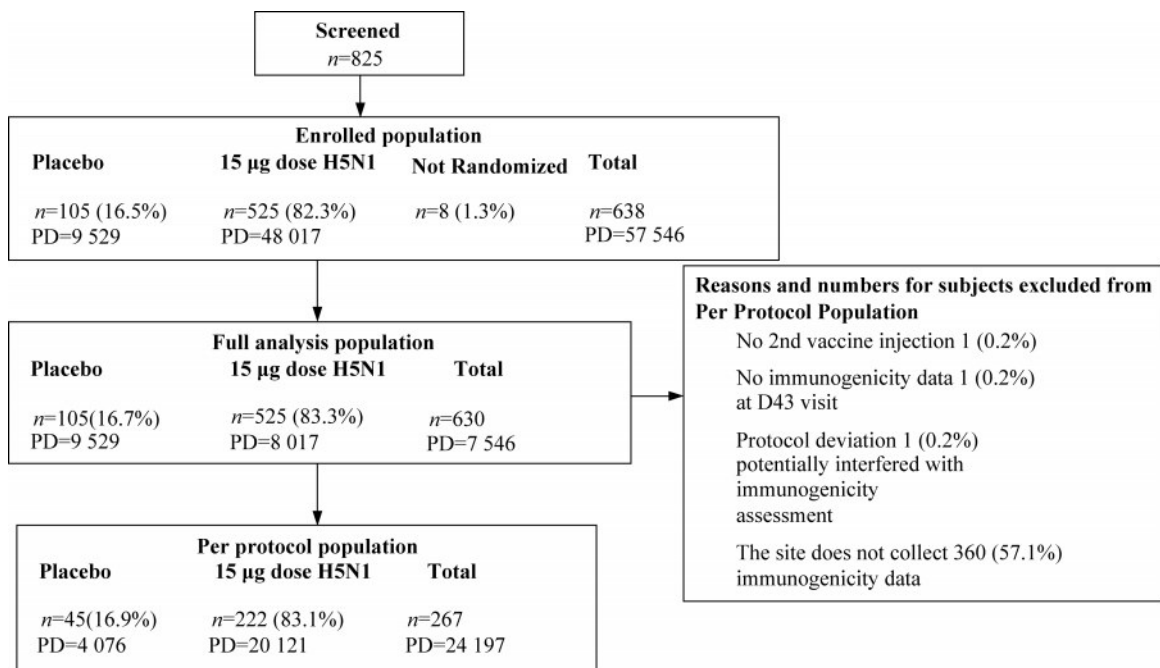 Screened
n=825
Enrolled population
Placebo 15 µg dose H5N1 Not Randomized Total
n=105 (16.5%) n=525 (82.3%) n=8 (1.3%) n=638
PD=9 529 PD=48 017 PD=57 546
Full analysis population
Placebo 15 µg dose H5N1 Total
n=105(16.7%) n=525 (83.3%) n=630
PD=9 529 PD=8 017 PD=7 546
Reasons and numbers for subjects excluded from
Per Protocol Population
No 2nd vaccine injection 1 (0.2%)
No immunogenicity data 1 (0.2%)
at D43 visit
Protocol deviation 1 (0.2%)
potentially interfered with
immunogenicity
assessment
The site does not collect 360 (57.1%)
immunogenicity data
Per protocol population
Placebo 15 µg dose H5N1 Total
n=45(16.9%) n=222 (83.1%) n=267
PD=4 076 PD=20 121 PD=24 197